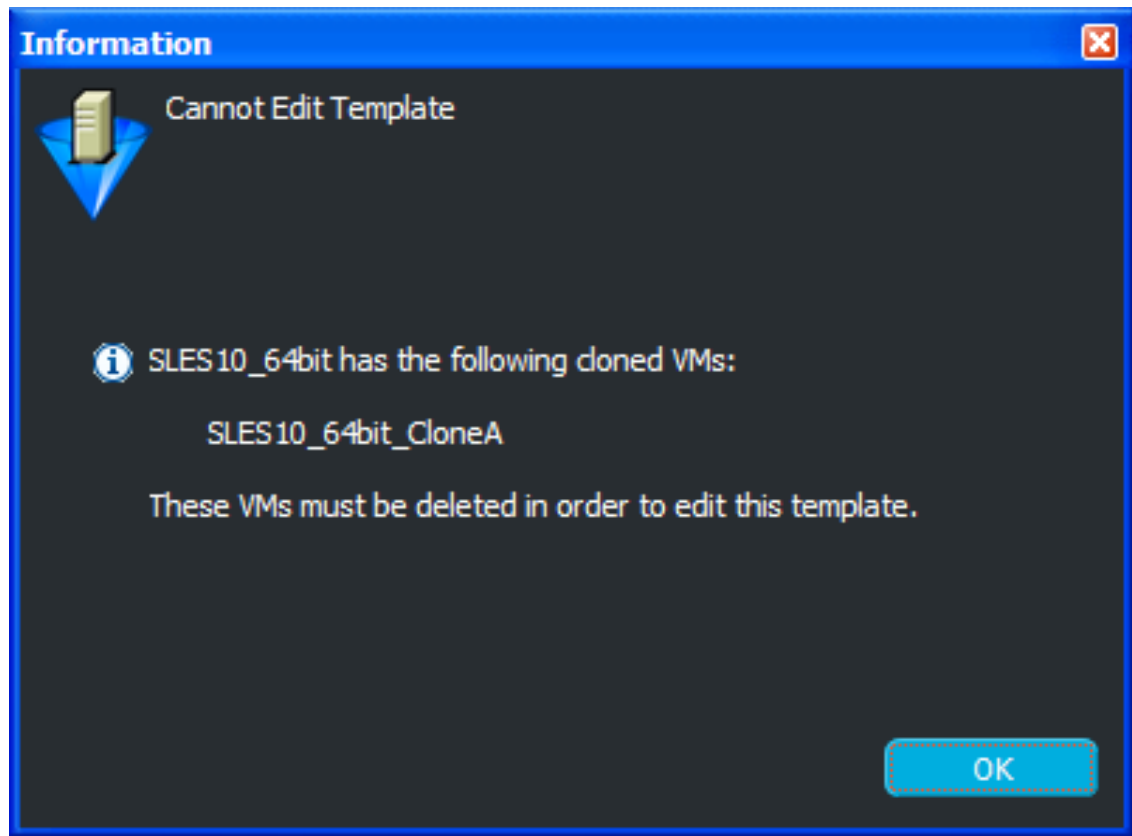 Information
Cannot Edit Template
SLES10_64bit has the following cloned VMs:
SLES10_64bit_CloneA
These VMs must be deleted in order to edit this template.
OK